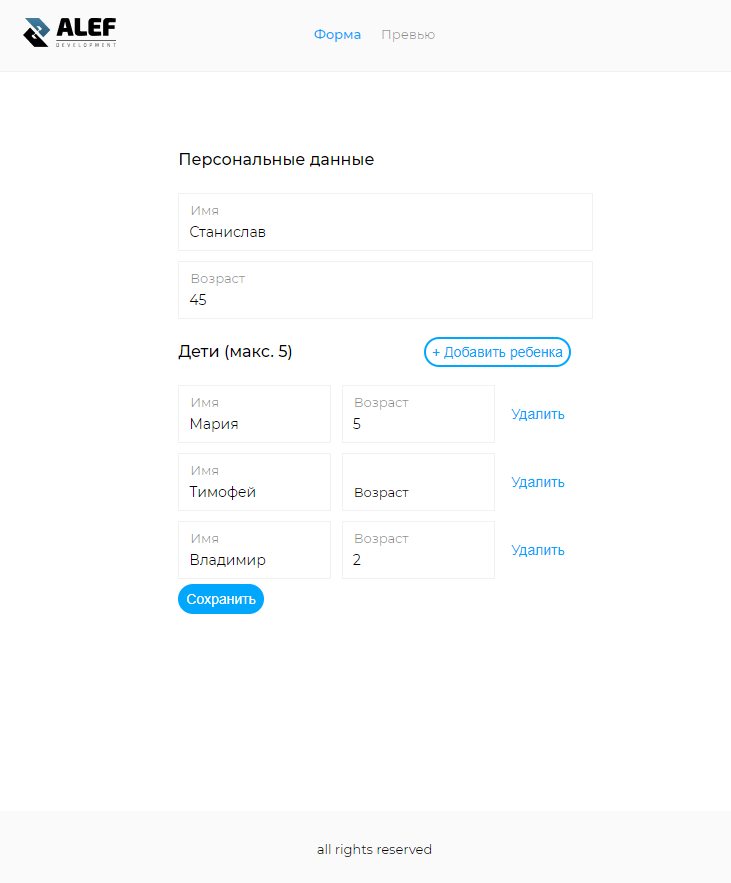 ALEF
DEVELOPMENT
Форма Превью
Персональные данные
Имя
Станислав
Возраст
45
Дети (макс. 5) + Добавить ребенка
Имя Возраст
Мария 5 Удалить
Имя
Тимофей Возраст Удалить
Имя Возраст
Владимир 2 Удалить
Сохранить
all rights reserved